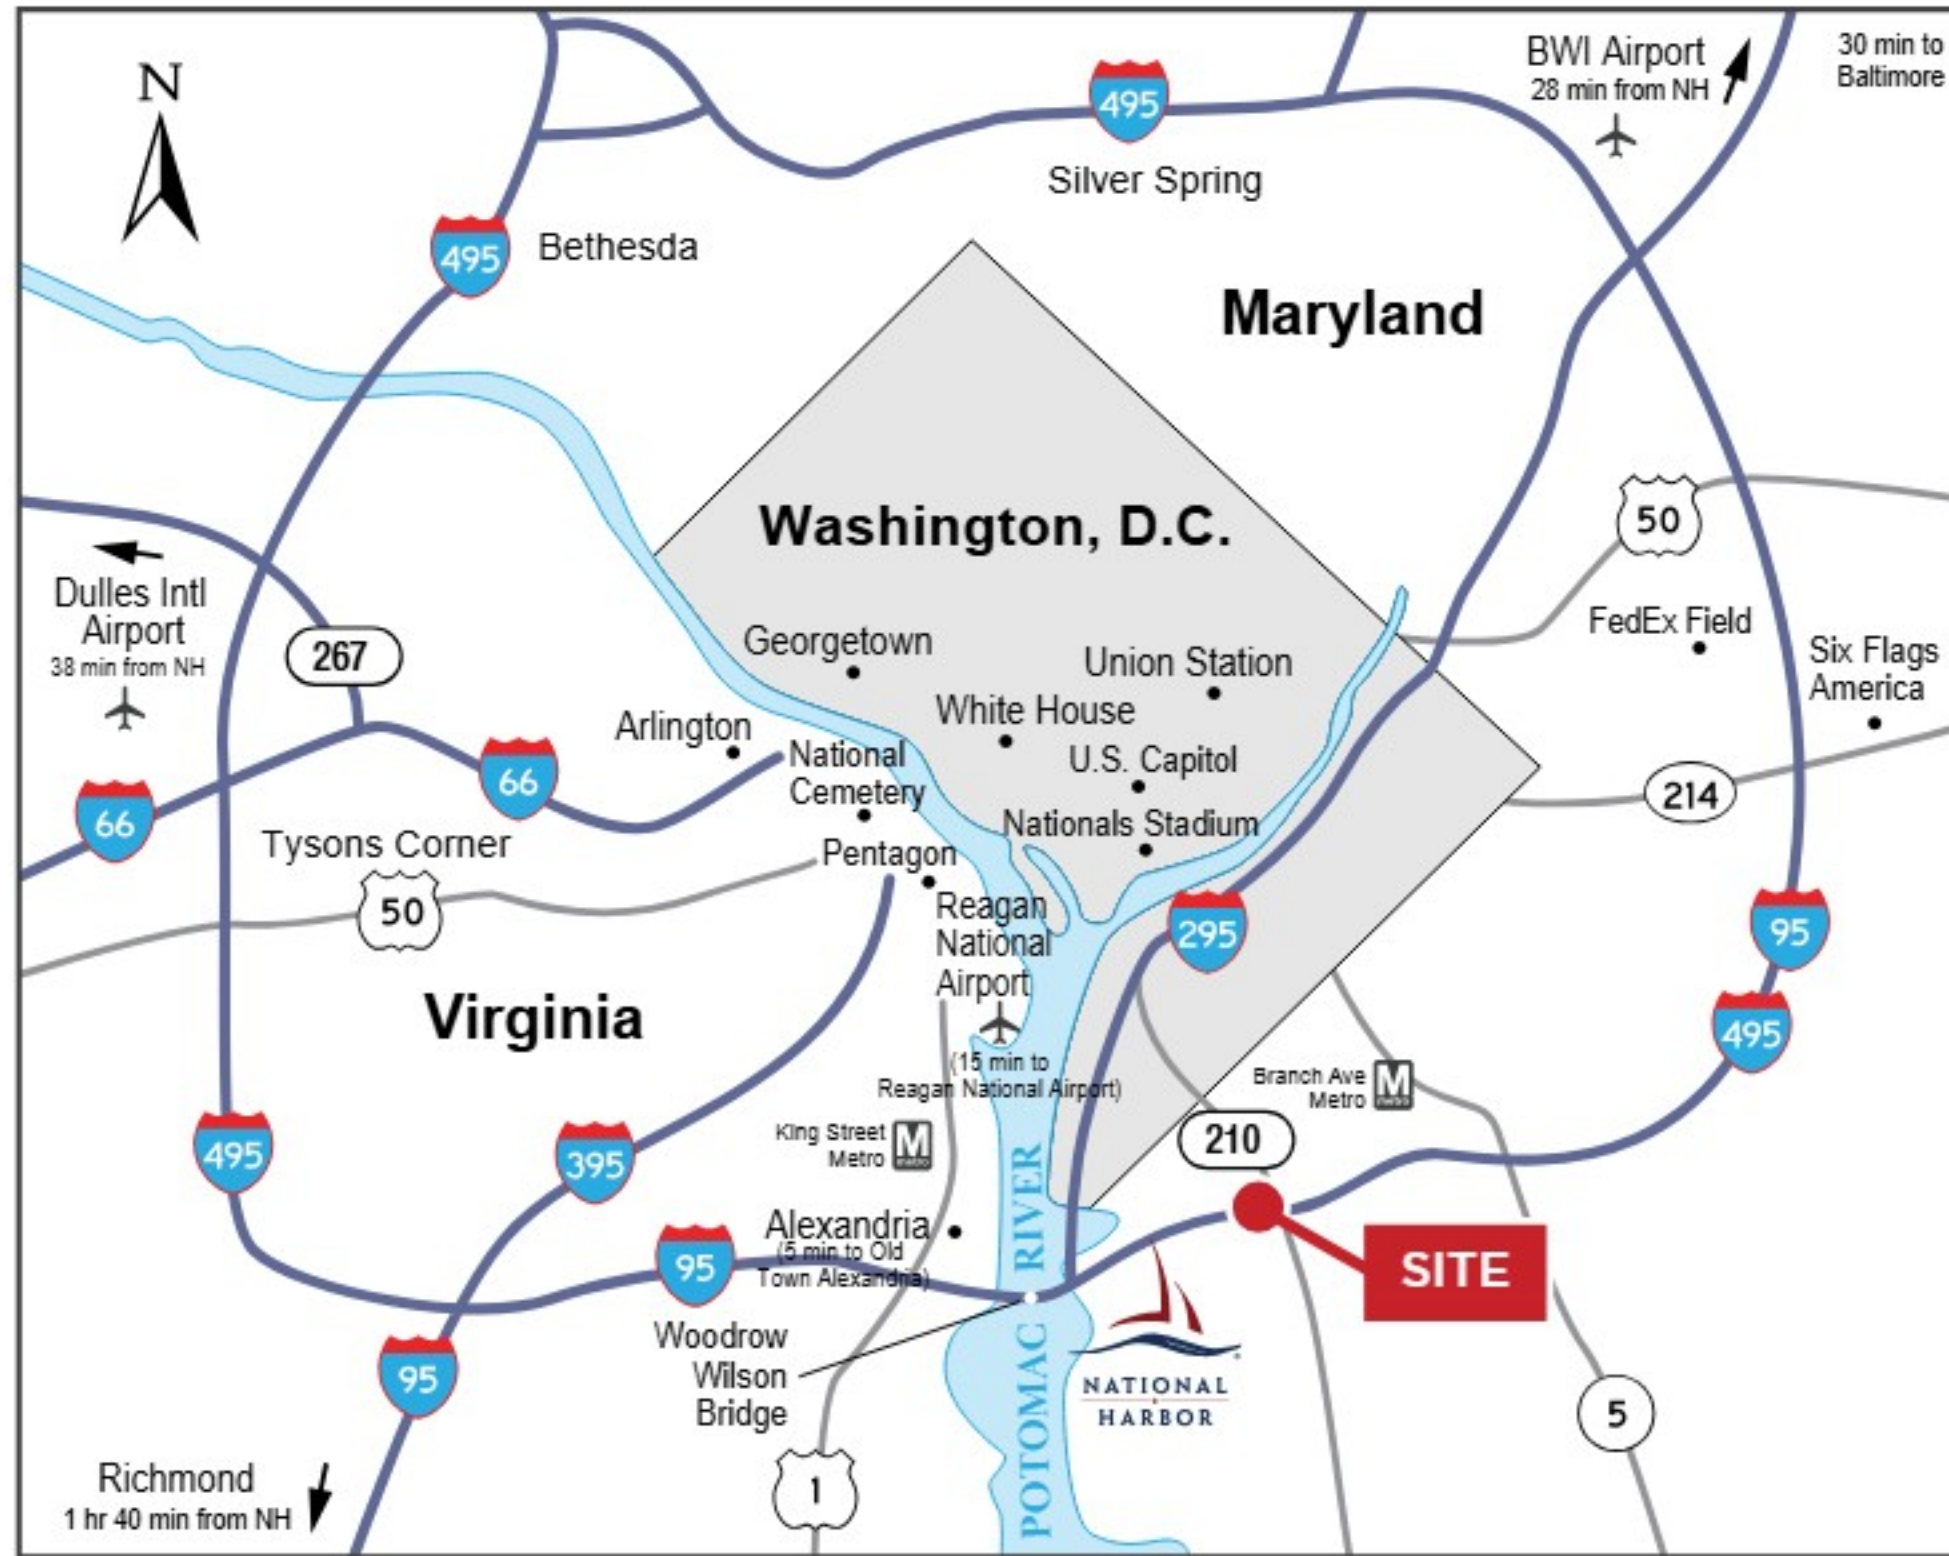 N
BWI Airport
28 min from NH
30 min to
Baltimore
495
Silver Spring
495
Bethesda
Maryland
Washington, D.C.
50
Dulles Intl
Airport
38 min from NH
267
Georgetown
Union Station
FedEx Field
Six Flags
America
Arlington
White House
National
Cemetery
U.S. Capitol
66
66
214
Nationals Stadium
Tysons Corner
Pentagon
50
Reagan
National
Airport
295
95
Virginia
495
(15 min to
Reagan National Airport)
Branch Ave
Metro
M
metro
King Street
Metro
M
metro
210
495
395
Alexandria
(5 min to Old
Town Alexandria)
95
SITE
POTOMAC RIVER
Woodrow
Wilson
Bridge
NATIONAL
HARBOR
95
5
1
Richmond
1 hr 40 min from NH